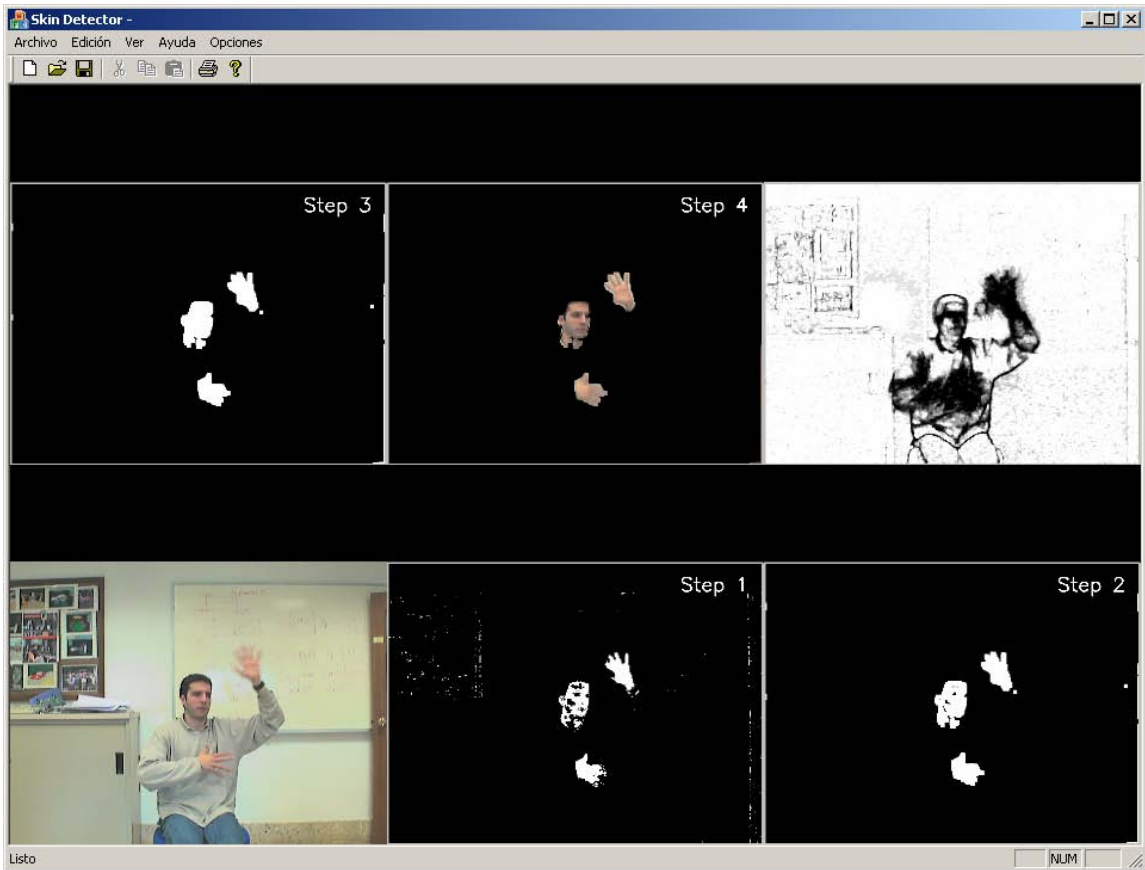 Skin Detector -
Archivo Edición Ver Ayuda Opciones
Step 3
Step 4
Step 1
Step 2
Listo
NUM